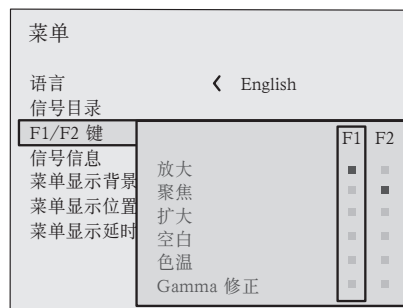 菜单
语言 English
信号目录
F1/F2 键
F1 F2
信号信息
菜单显示背景
菜单显示位置
菜单显示延时
放大
聚焦
扩大
空白
色温
Gamma 修正